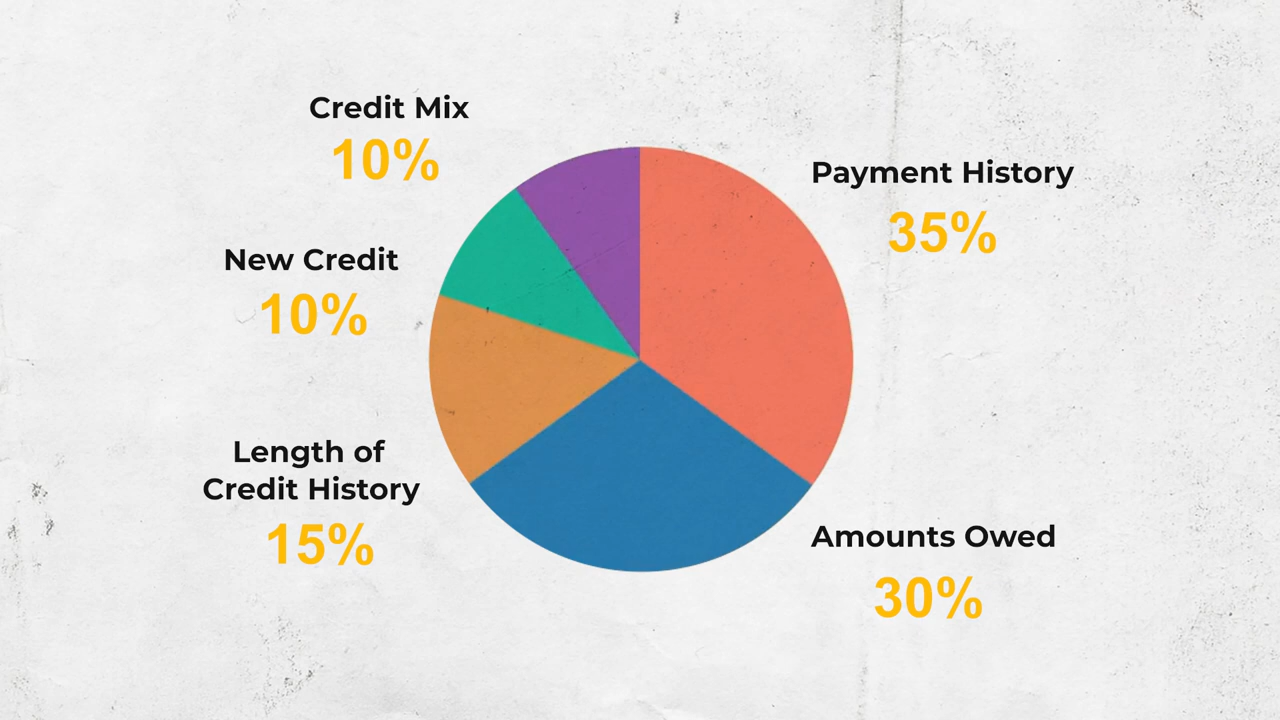 Credit Mix
10%
Payment History
35%
New Credit
10%
Length of
Credit History
15%
Amounts Owed
30%